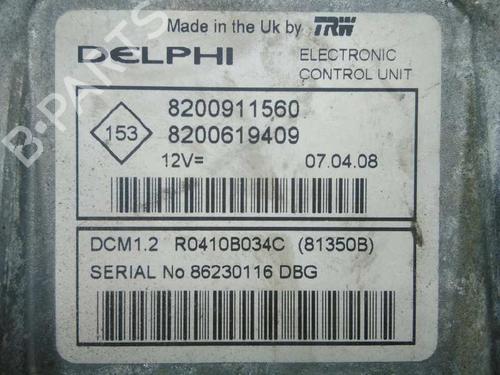 Made in the Uk by TRW
DELPHI
ELECTRONIC
CONTROL UNIT
153
8200911560
8200619409
12V=
07.04.08
DCM1.2 R0410B034C (81350B)
SERIAL No 86230116 DBG
B-PARTS